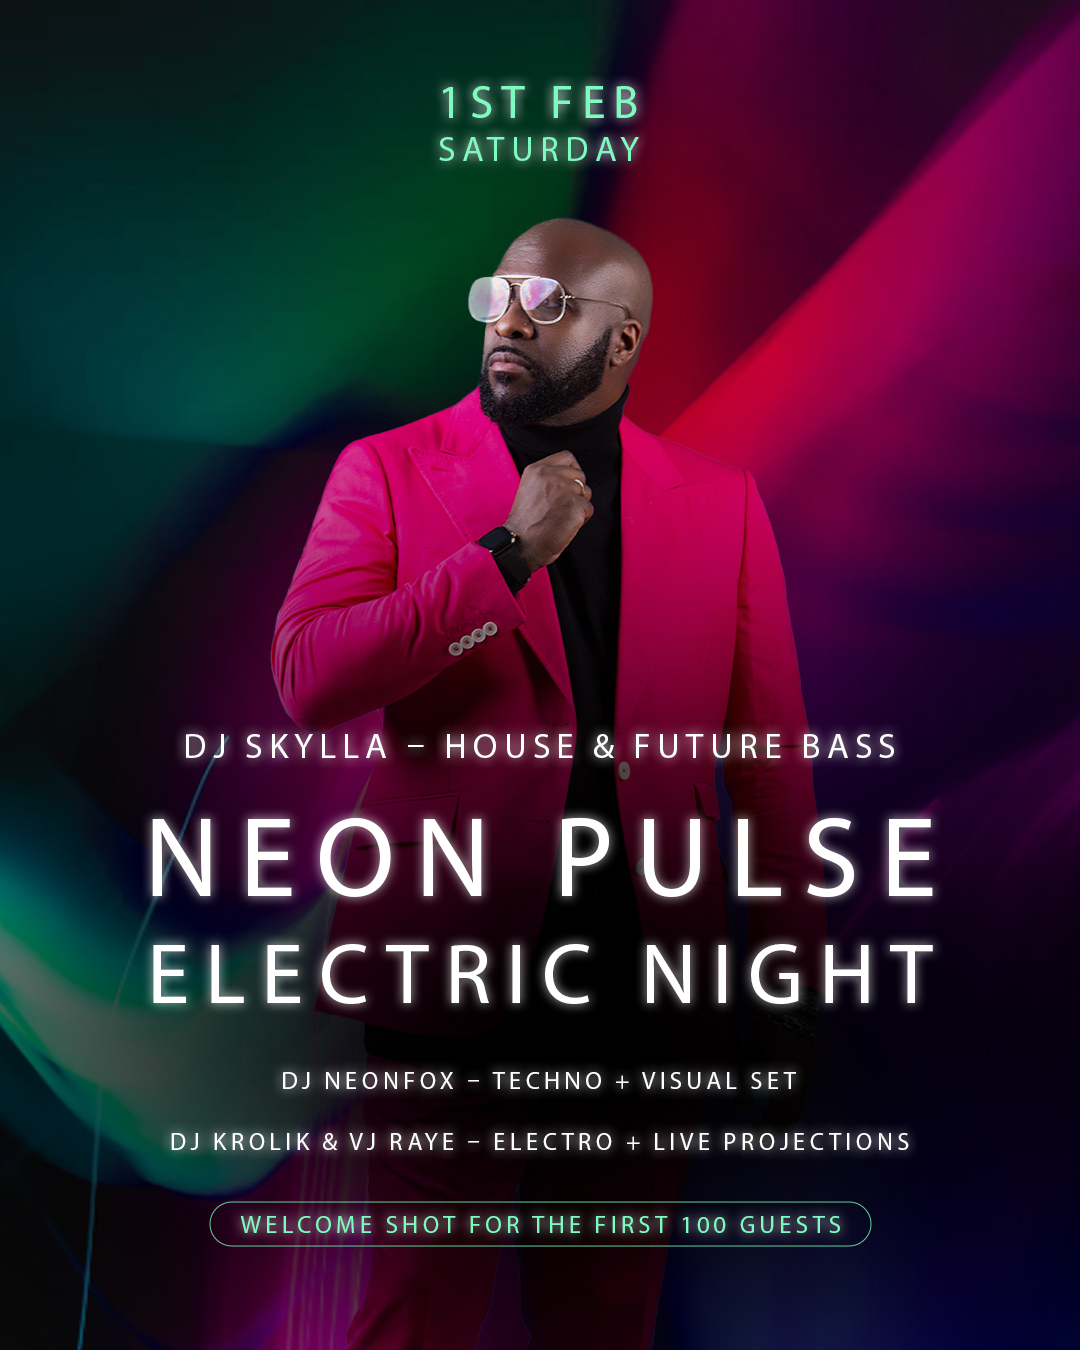 1ST FEB
SATURDAY
DJ SKYLLA – HOUSE & FUTURE BASS
NEON PULSE
ELECTRIC NIGHT
DJ NEONFOX – TECHNO + VISUAL SET
DJ KROLIK & VJ RAYE – ELECTRO + LIVE PROJECTIONS
WELCOME SHOT FOR THE FIRST 100 GUESTS